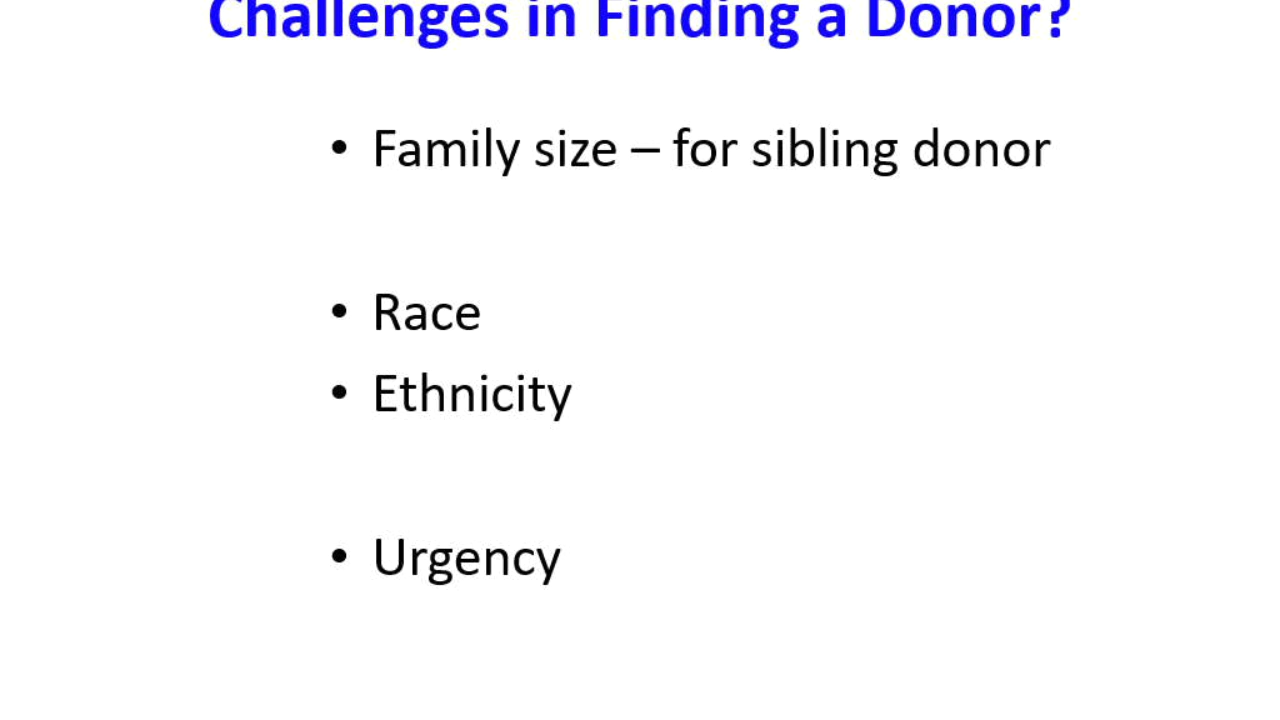 Challenges in Finding a Donor?
• Family size – for sibling donor
• Race
• Ethnicity
• Urgency